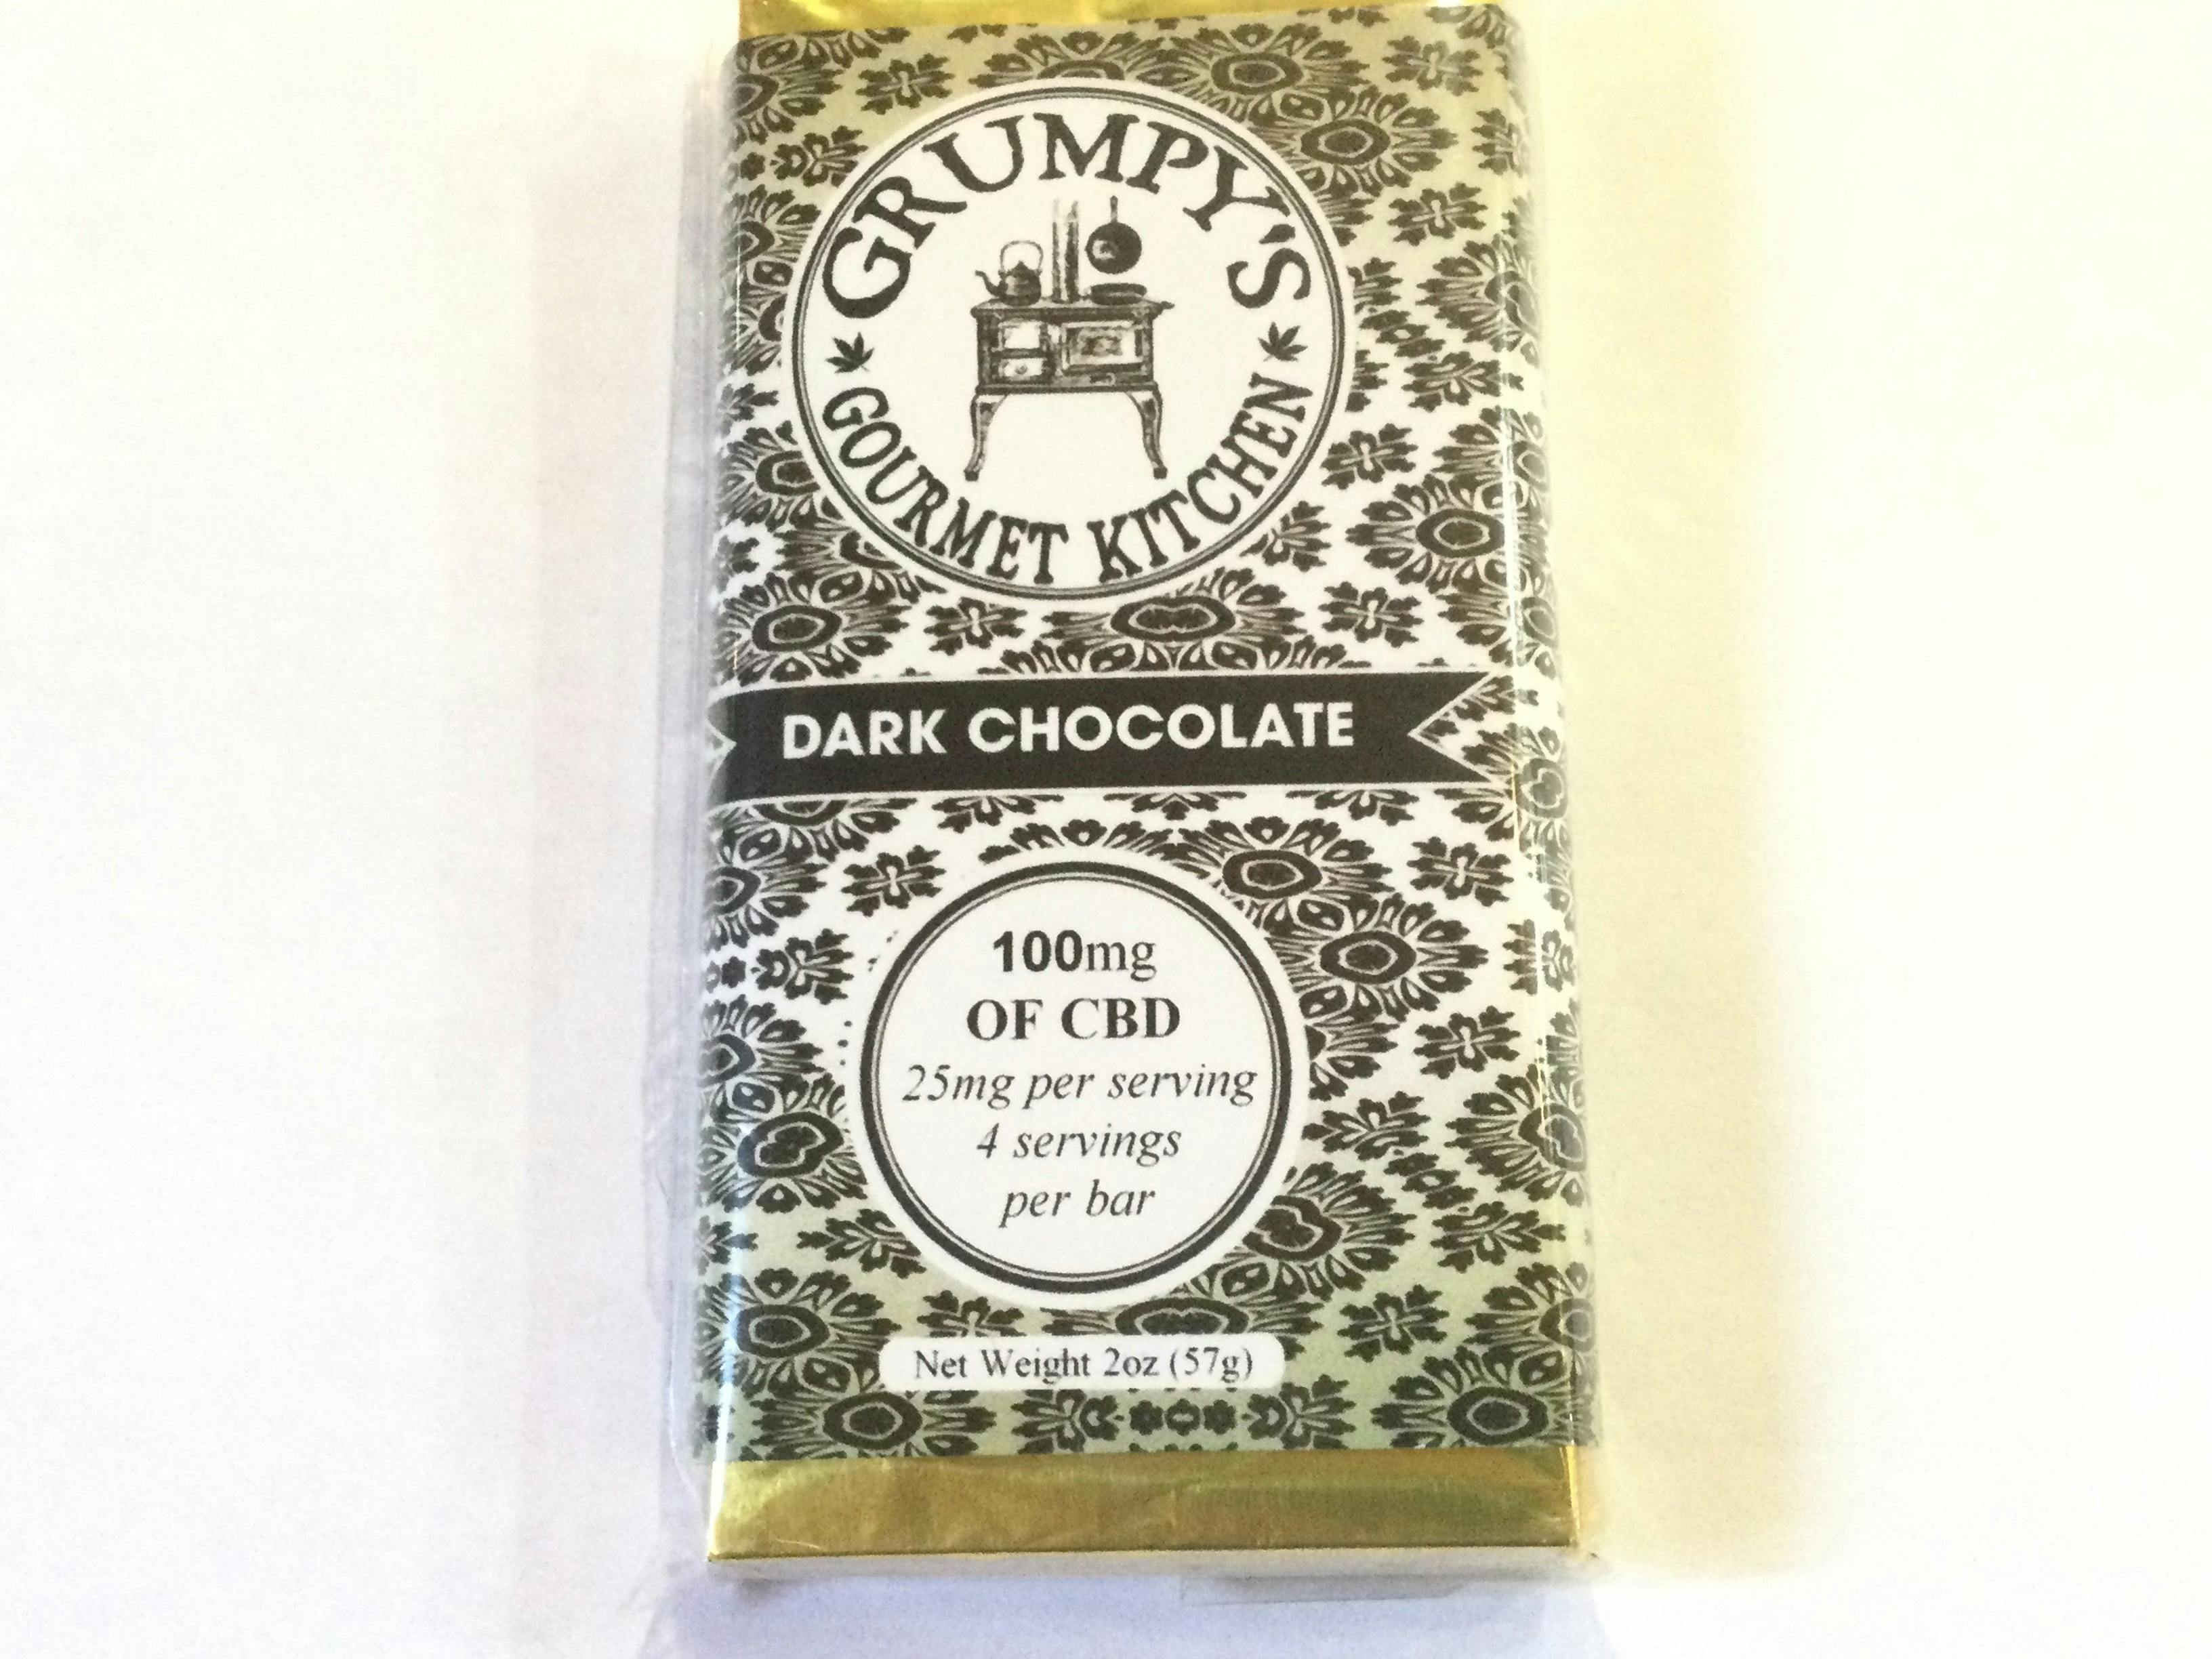 GRUMPY'S
GOURMET KITCHEN
DARK CHOCOLATE
100mg
OF CBD
25mg per serving
4 servings
per bar
Net Weight 2oz (57g)